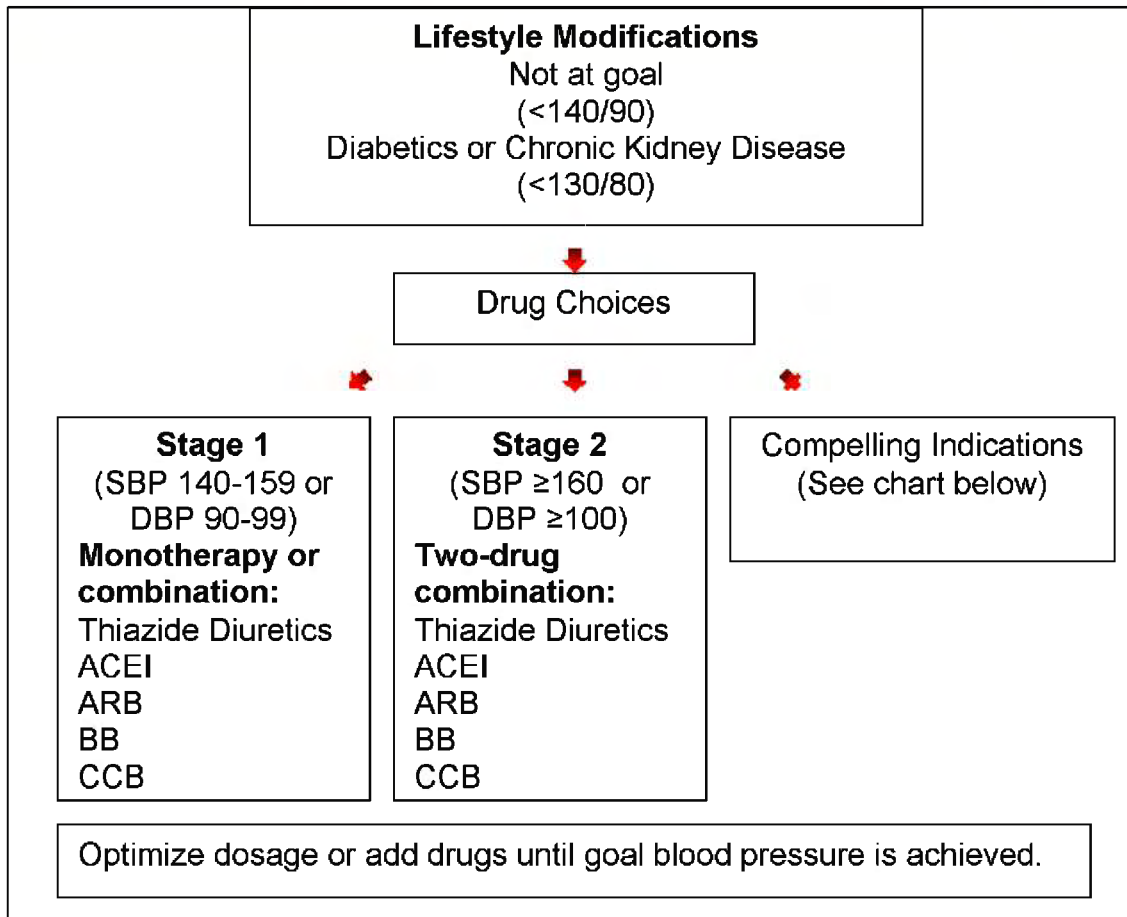 Lifestyle Modifications
Not at goal
(<140/90)
Diabetics or Chronic Kidney Disease
(<130/80)
Drug Choices
Stage 1
(SBP 140-159 or
DBP 90-99)
Monotherapy or
combination:
Thiazide Diuretics
ACEI
ARB
BB
CCB
Stage 2
(SBP ≥160 or
DBP ≥100)
Two-drug
combination:
Thiazide Diuretics
ACEI
ARB
BB
CCB
Compelling Indications
(See chart below)
Optimize dosage or add drugs until goal blood pressure is achieved.